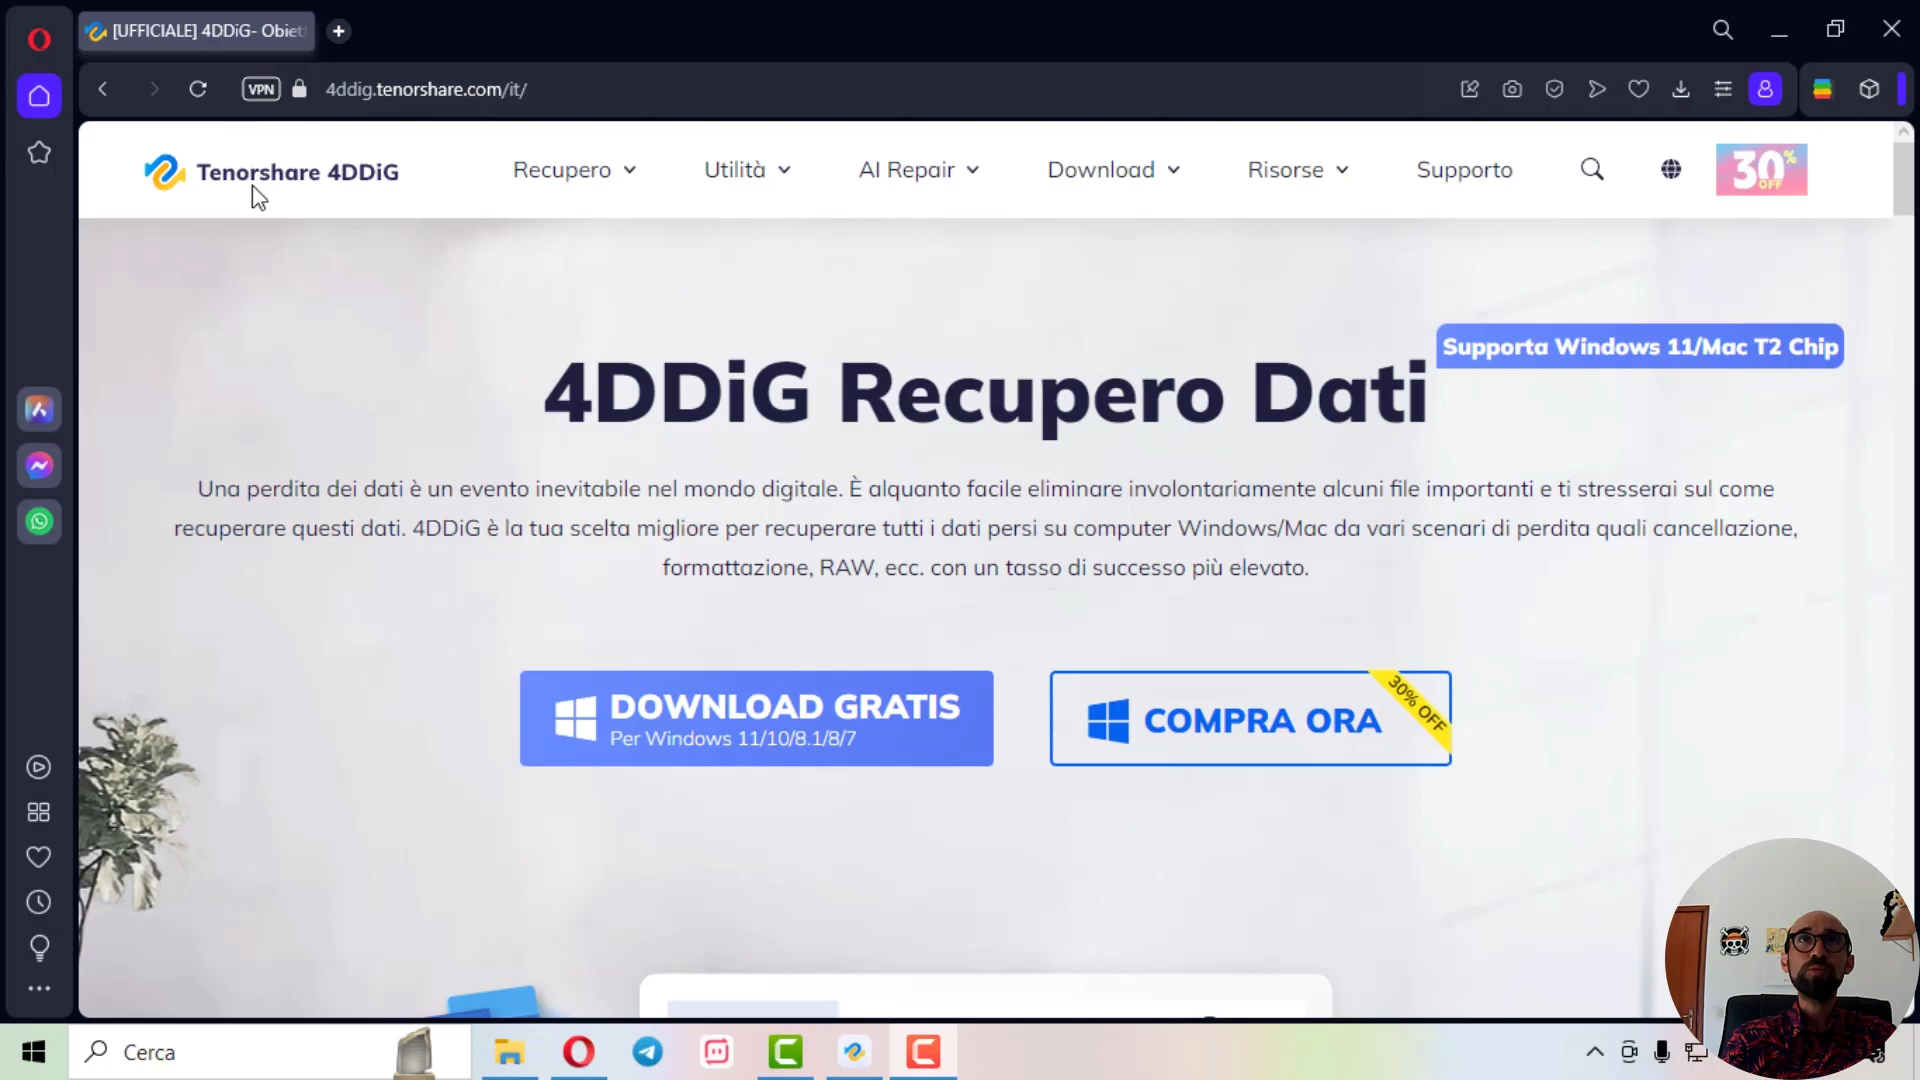 [UFFICIALE] 4DDiG- Obiet
VPN
4ddig.tenorshare.com/it/
Tenorshare 4DDiG
Recupero
Utilità
AI Repair
Download
Risorse
Supporto
30% OFF
Supporta Windows 11/Mac T2 Chip
4DDiG Recupero Dati
Una perdita dei dati è un evento inevitabile nel mondo digitale. È alquanto facile eliminare involontariamente alcuni file importanti e ti stresserai sul come
recuperare questi dati. 4DDiG è la tua scelta migliore per recuperare tutti i dati persi su computer Windows/Mac da vari scenari di perdita quali cancellazione,
formattazione, RAW, ecc. con un tasso di successo più elevato.
DOWNLOAD GRATIS
Per Windows 11/10/8.1/8/7
COMPRA ORA
30% OFF
Cerca